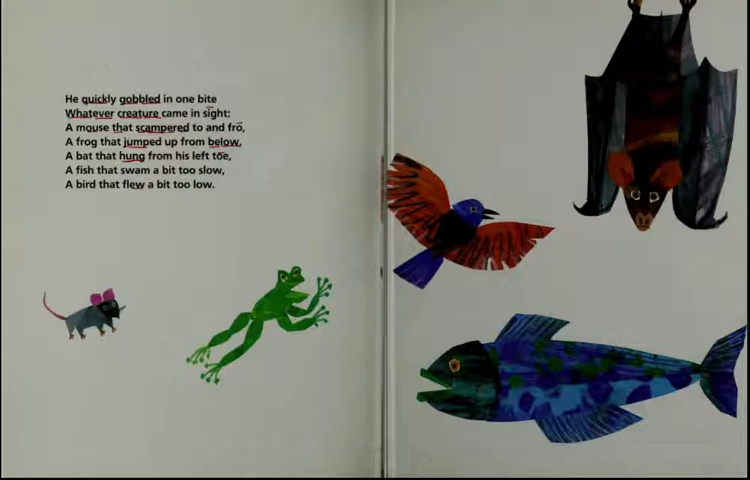 He quickly gobbled in one bite
Whatever creature came in sight:
A mouse that scampered to and fro,
A frog that jumped up from below,
A bat that hung from his left toe,
A fish that swam a bit too slow,
A bird that flew a bit too low.